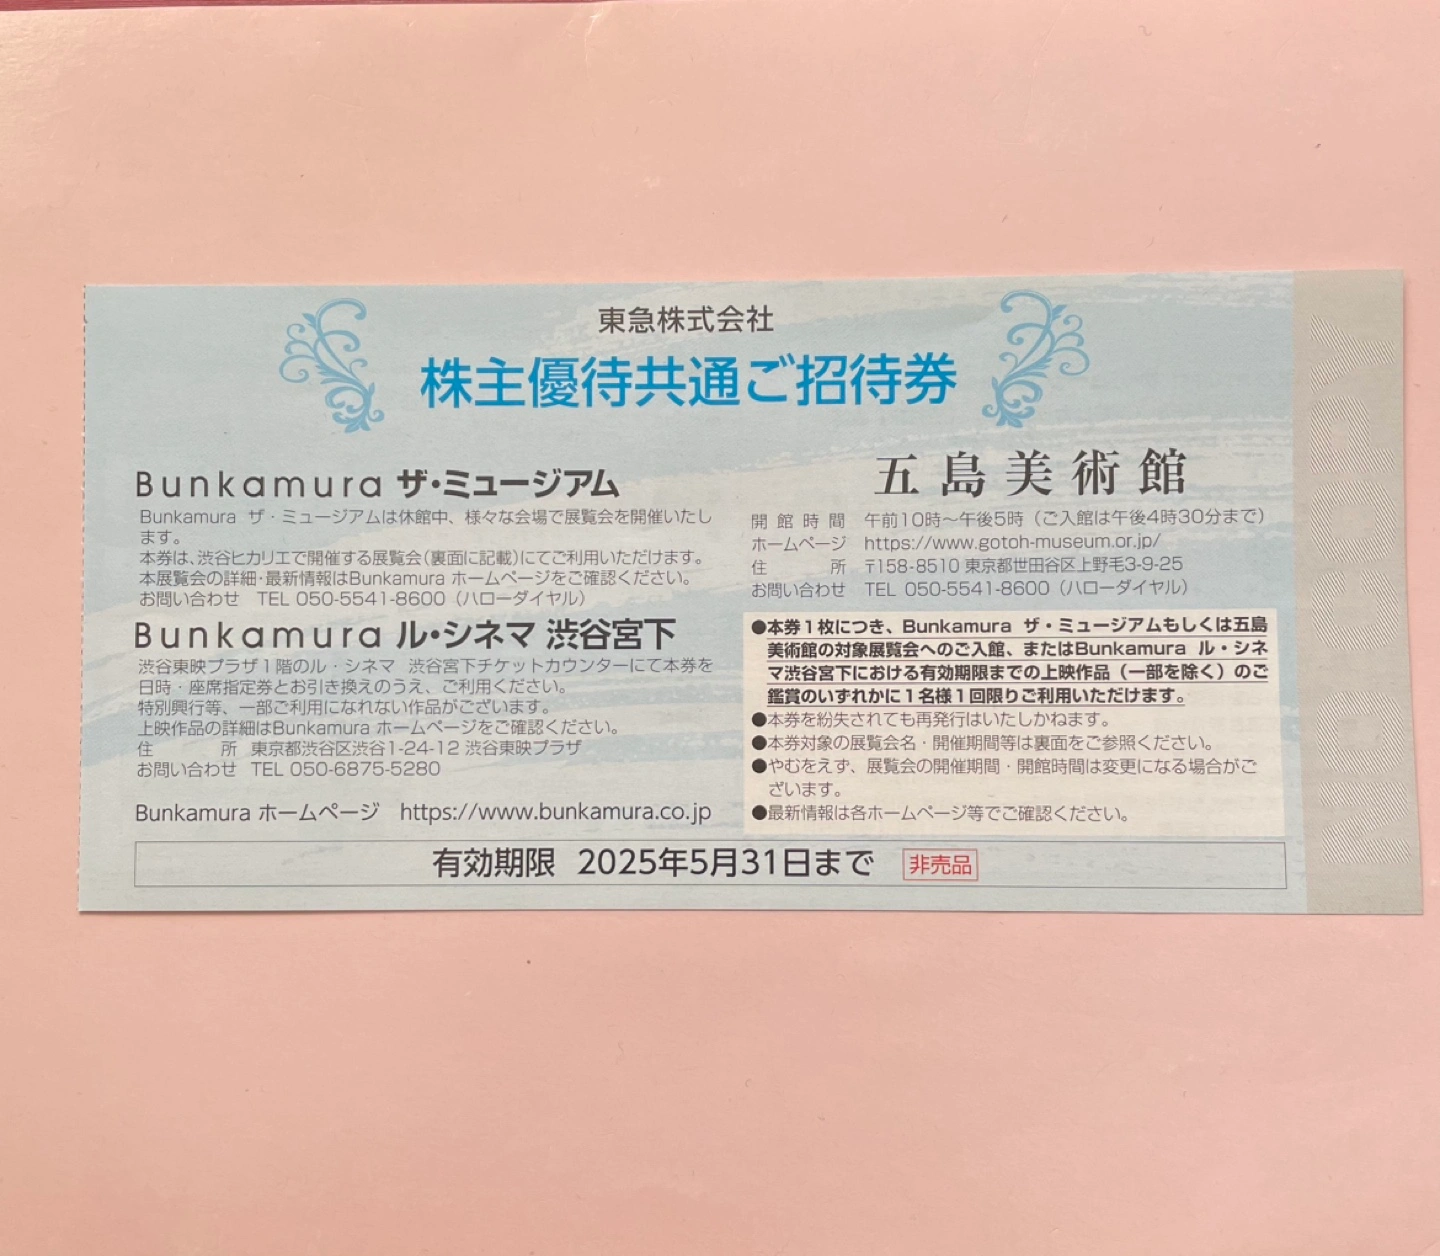 東急株式会社
株主優待共通ご招待券
Bunkamura ザ・ミュージアム
Bunkamura ザ・ミュージアムは休館中、様々な会場で展覧会を開催いたし
ます。
本券は、渋谷ヒカリエで開催する展覧会(裏面に記載)にてご利用いただけます。
本展覧会の詳細・最新情報はBunkamura ホームページをご確認ください。
お問い合わせ TEL 050-5541-8600（ハローダイヤル）
Bunkamura ル・シネマ 渋谷宮下
渋谷東映プラザ1階のル・シネマ 渋谷宮下チケットカウンターにて本券を
日時・座席指定券とお引き換えのうえ、ご利用ください。
特別興行等、一部ご利用になれない作品がございます。
上映作品の詳細はBunkamura ホームページをご確認ください。
住 所 東京都渋谷区渋谷1-24-12 渋谷東映プラザ
お問い合わせ TEL 050-6875-5280
Bunkamura ホームページ https://www.bunkamura.co.jp
五島美術館
開館時間 午前10時〜午後5時（ご入館は午後4時30分まで）
ホームページ https://www.gotoh-museum.or.jp/
住 所 〒158-8510 東京都世田谷区上野毛3-9-25
お問い合わせ TEL 050-5541-8600（ハローダイヤル）
●本券1枚につき、Bunkamura ザ・ミュージアムもしくは五島
美術館の対象展覧会へのご入館、またはBunkamura ル・シネ
マ渋谷宮下における有効期限までの上映作品（一部を除く）のご
鑑賞のいずれかに1名様1回限りご利用いただけます。
●本券を紛失されても再発行はいたしかねます。
●本券対象の展覧会名・開催期間等は裏面をご参照ください。
●やむをえず、展覧会の開催期間・開館時間は変更になる場合がご
ざいます。
●最新情報は各ホームページ等でご確認ください。
有効期限 2025年5月31日まで 非売品